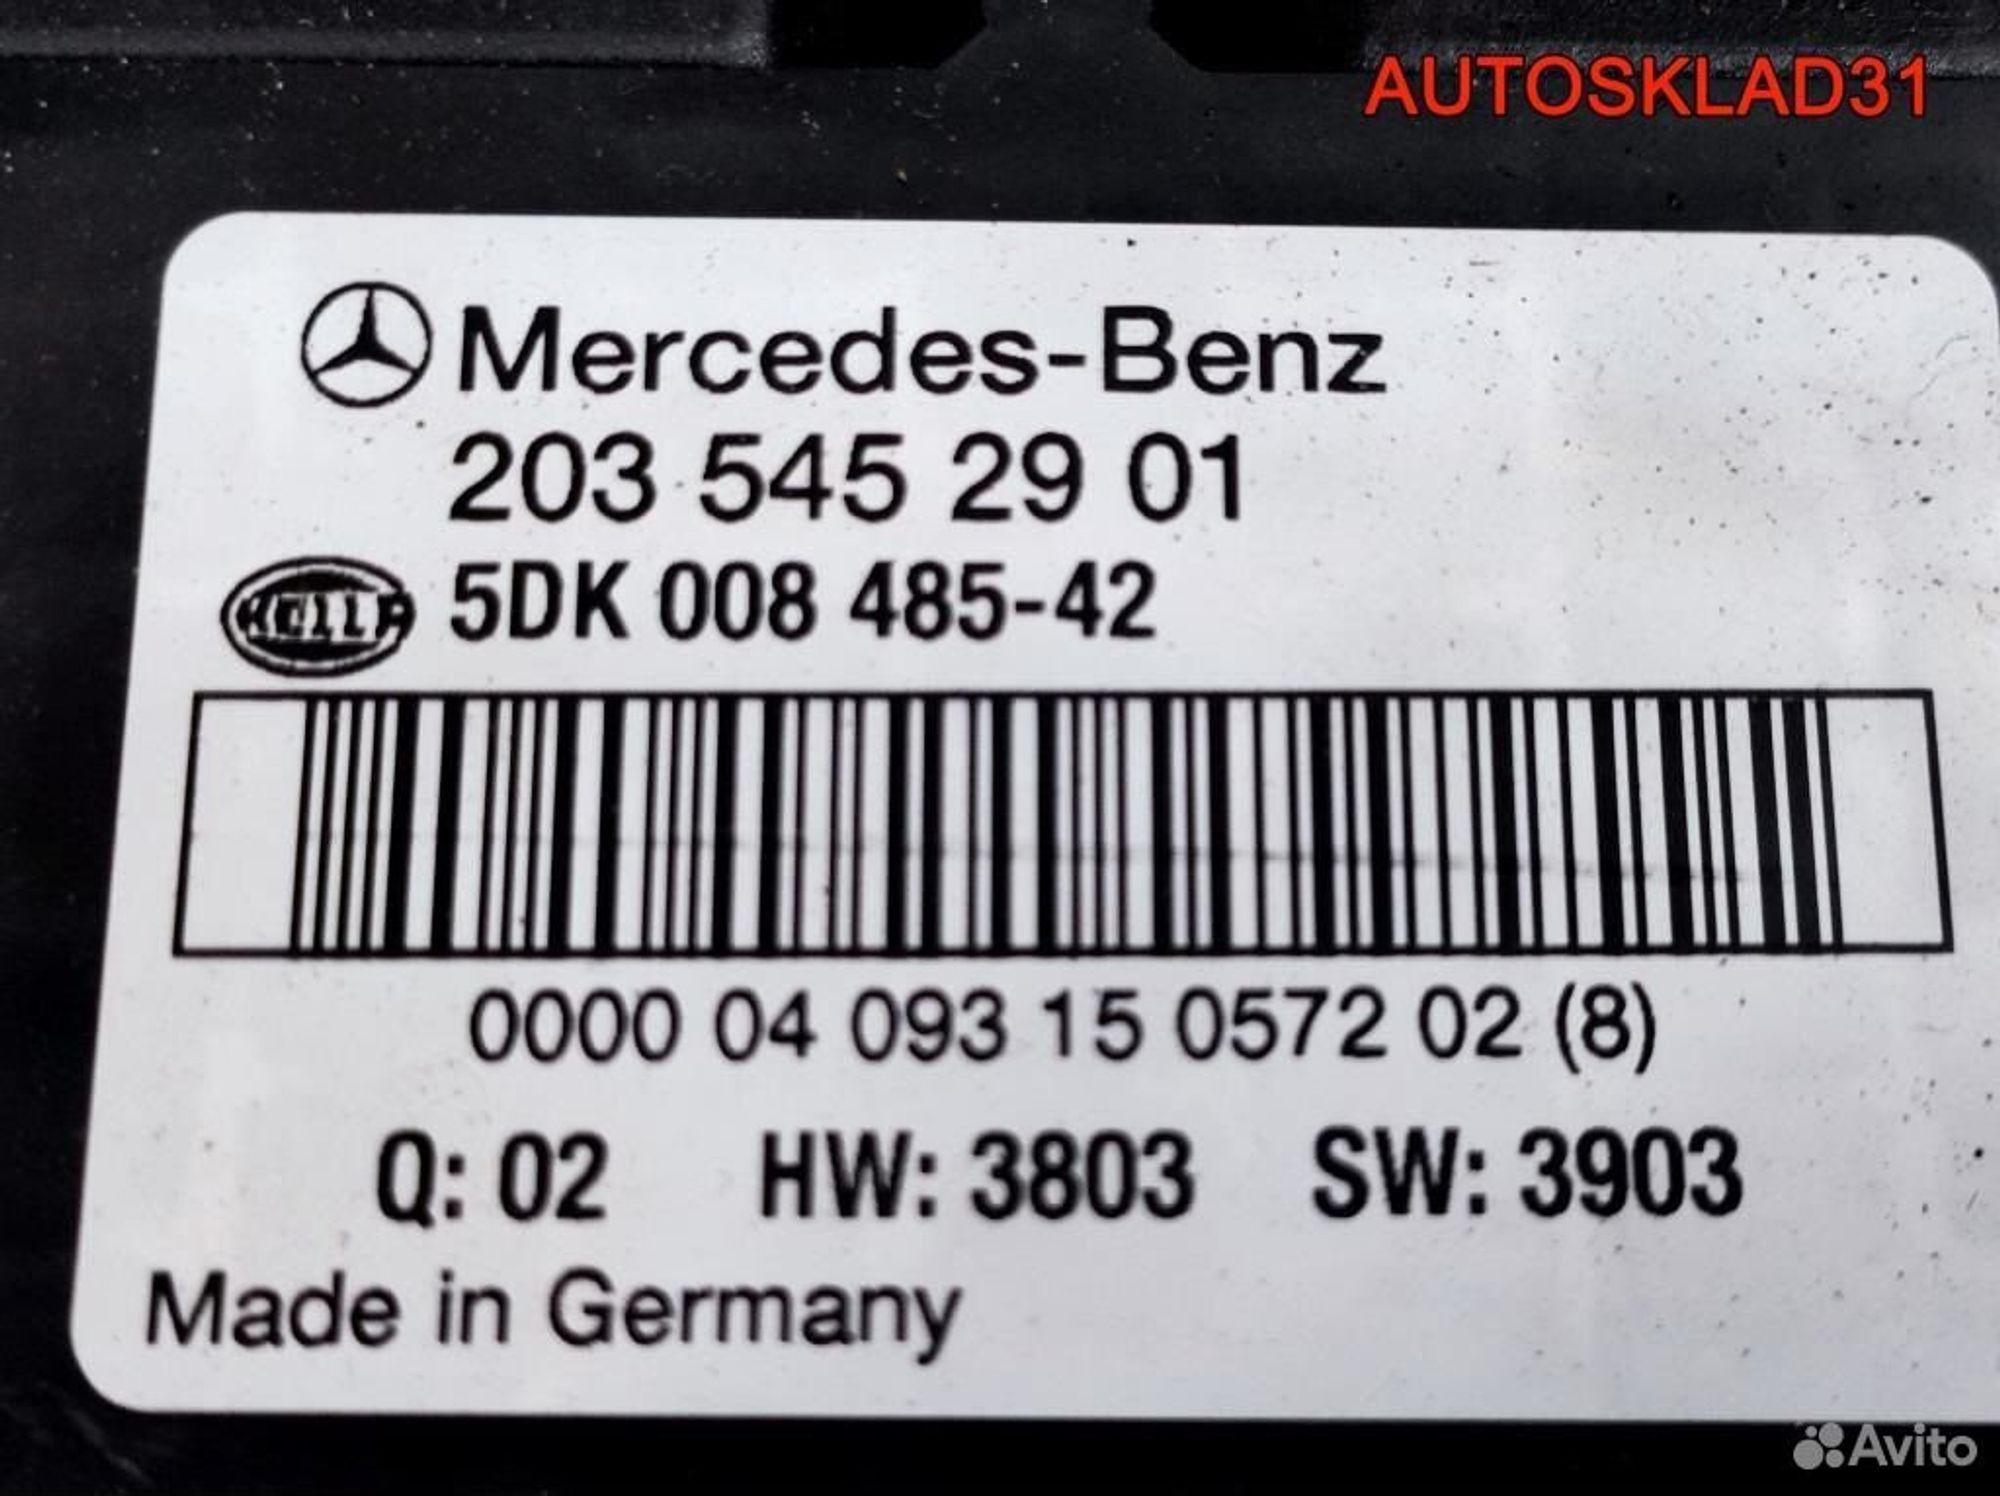 AUTOSKLAD31
Mercedes-Benz
203 545 29 01
HELLA 5DK 008 485-42
0000 04 093 15 0572 02 (8)
Q: 02 HW: 3803 SW: 3903
Made in Germany
Avito